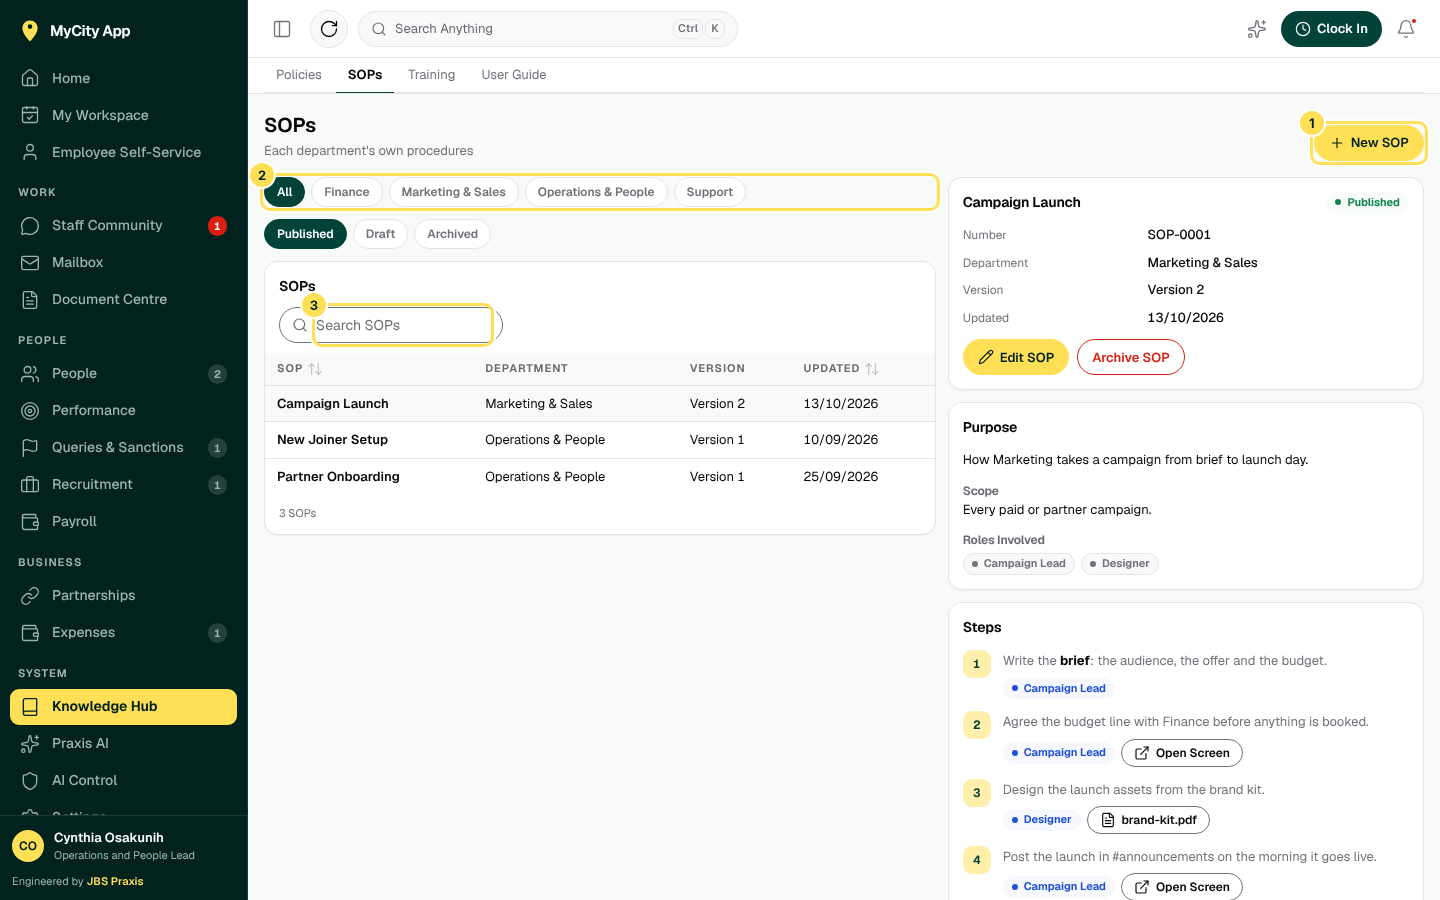 MyCity App
Home
My Workspace
Employee Self-Service
WORK
Staff Community 1
Mailbox
Document Centre
PEOPLE
People 2
Performance
Queries & Sanctions 1
Recruitment 1
Payroll
BUSINESS
Partnerships
Expenses 1
SYSTEM
Knowledge Hub
Praxis AI
AI Control
CO
Cynthia Osakunih
Operations and People Lead
Engineered by JBS Praxis
Search Anything Ctrl K
Clock In
Policies SOPs Training User Guide
SOPs
Each department's own procedures
1
+ New SOP
2
All Finance Marketing & Sales Operations & People Support
Published Draft Archived
SOPs
3
Search SOPs
SOP DEPARTMENT VERSION UPDATED
Campaign Launch Marketing & Sales Version 2 13/10/2026
New Joiner Setup Operations & People Version 1 10/09/2026
Partner Onboarding Operations & People Version 1 25/09/2026
3 SOPs
Campaign Launch Published
Number SOP-0001
Department Marketing & Sales
Version Version 2
Updated 13/10/2026
Edit SOP Archive SOP
Purpose
How Marketing takes a campaign from brief to launch day.
Scope
Every paid or partner campaign.
Roles Involved
Campaign Lead Designer
Steps
1 Write the brief: the audience, the offer and the budget.
Campaign Lead
2 Agree the budget line with Finance before anything is booked.
Campaign Lead Open Screen
3 Design the launch assets from the brand kit.
Designer brand-kit.pdf
4 Post the launch in #announcements on the morning it goes live.
Campaign Lead Open Screen